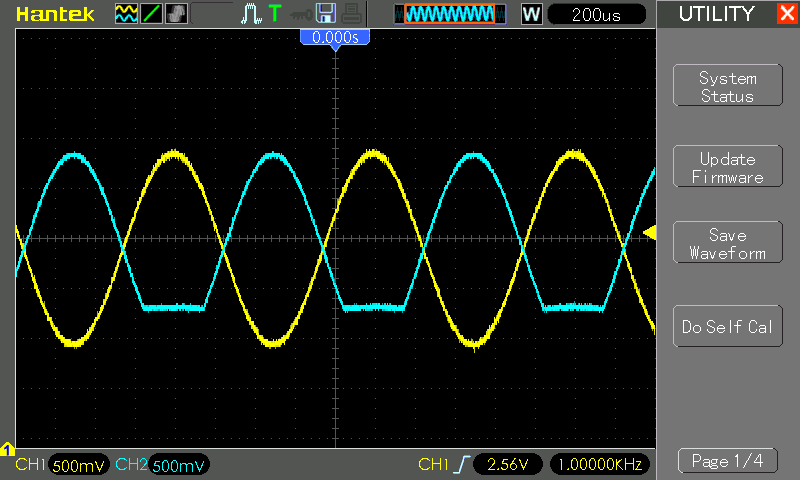 Hantek
T
W
200us
UTILITY
0.000s
System
Status
Update
Firmware
Save
Waveform
Do Self Cal
1
CH1 500mV CH2 500mV
CH1 2.56V 1.00000KHz
Page 1/4